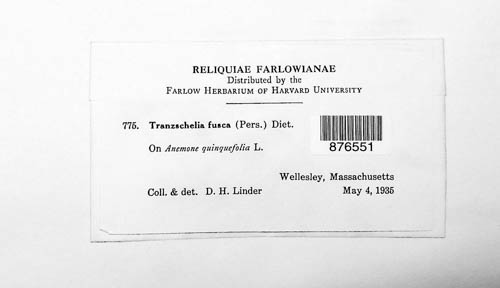 RELIQUIAE FARLOWIANAE
Distributed by the
FARLOW HERBARIUM OF HARVARD UNIVERSITY
775. Tranzschelia fusca (Pers.) Diet.
On Anemone quinquefolia L.
876551
Wellesley, Massachusetts
Coll. & det. D. H. Linder May 4, 1935